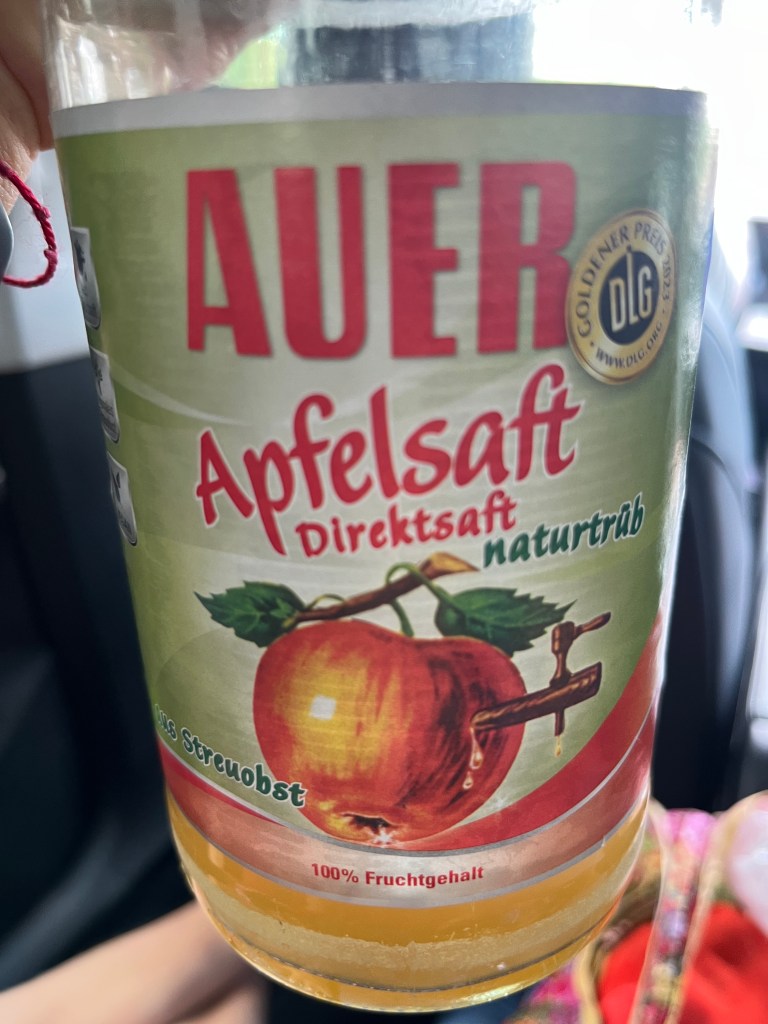 AUER
GOLDENER PREIS
DLG
WWW.DLG.ORG
Apfelsaft
Direktsaft
naturtrüb
Streuobst
100% Fruchtgehalt